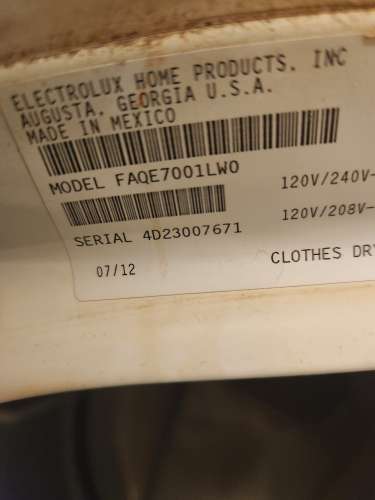 ELECTROLUX HOME PRODUCTS, INC
AUGUSTA, GEORGIA U.S.A.
MADE IN MEXICO
MODEL FAQE7001LW0
120V/240V-
SERIAL 4D23007671
120V/208V-
07/12
CLOTHES DR